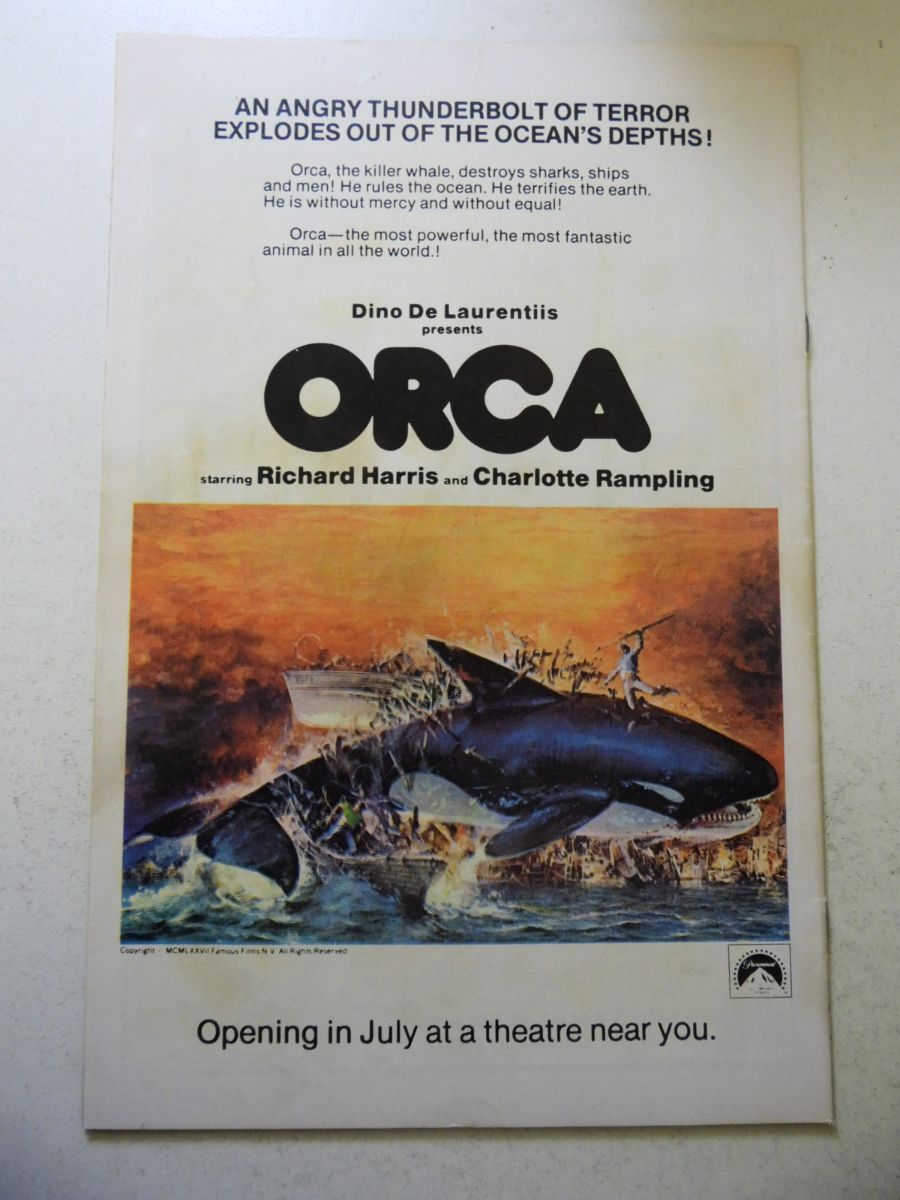 AN ANGRY THUNDERBOLT OF TERROR
EXPLODES OUT OF THE OCEAN'S DEPTHS!
Orca, the killer whale, destroys sharks, ships
and men! He rules the ocean. He terrifies the earth.
He is without mercy and without equal!
Orca—the most powerful, the most fantastic
animal in all the world.!
Dino De Laurentiis
presents
ORCA
starring Richard Harris and Charlotte Rampling
Copyright MCMLXXVII Famous Films N.V. All Rights Reserved
Paramount
Opening in July at a theatre near you.